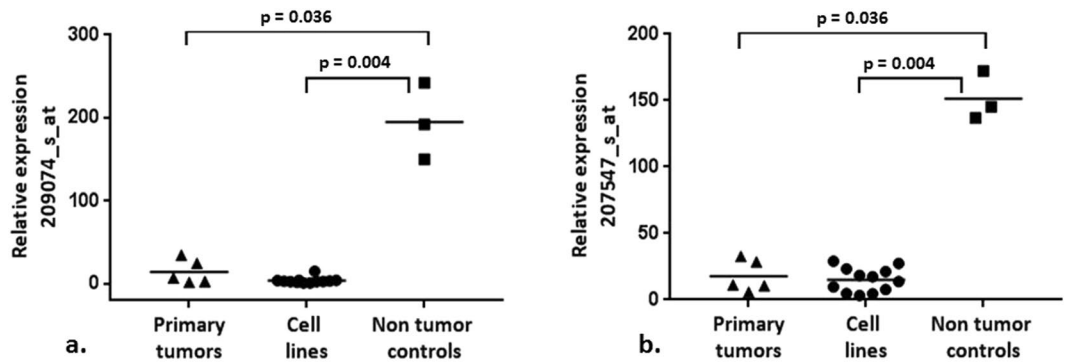 p = 0.036
p = 0.004
300
200
100
0
Relative expression
209074_s_at
Primary
tumors
Cell
lines
Non tumor
controls
a.
p = 0.036
p = 0.004
200
150
100
50
0
Relative expression
207547_s_at
Primary
tumors
Cell
lines
Non tumor
controls
b.